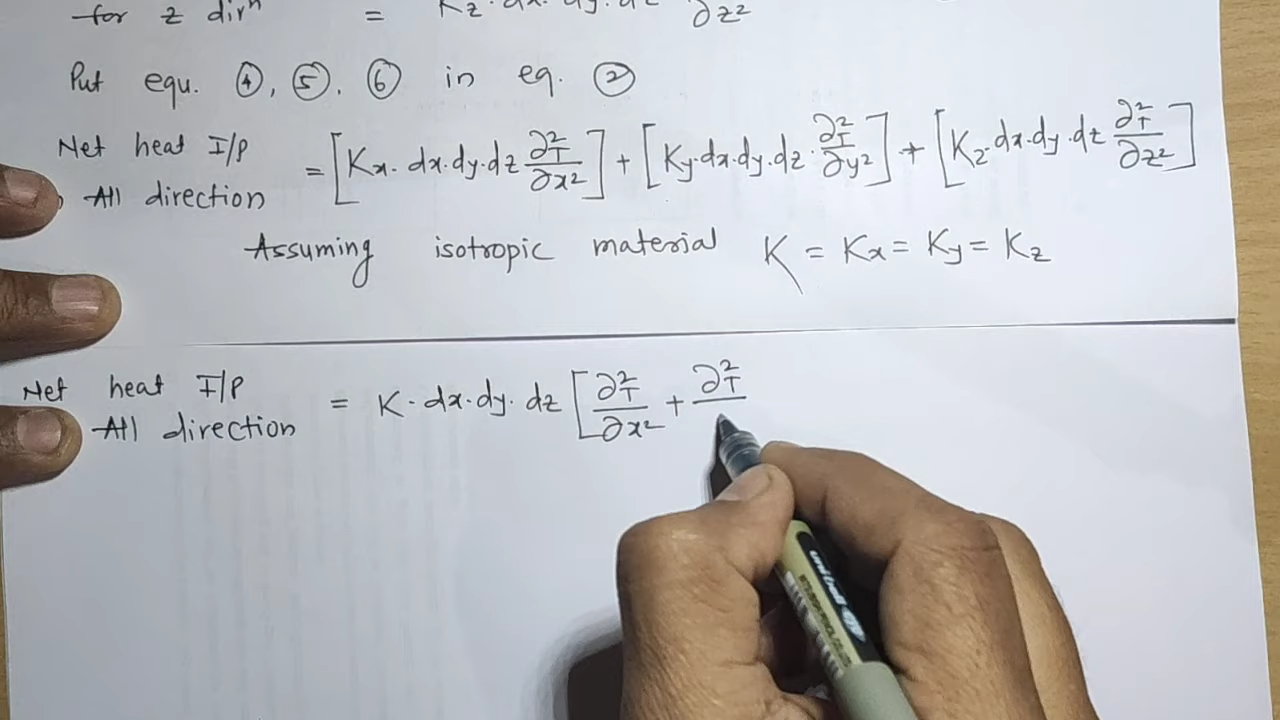 for z dirⁿ = Kz·dx·dy·dz ∂z²
Put equ. ④, ⑤, ⑥ in eq. ②
Net heat I/P All direction = [Kx·dx·dy·dz ∂²T/∂x²] + [Ky·dx·dy·dz·∂²T/∂y²] + [Kz·dx·dy·dz ∂²T/∂z²]
Assuming isotropic material K = Kx = Ky = Kz
Net heat I/P All direction = K·dx·dy·dz [∂²T/∂x² + ∂²T/
uniball